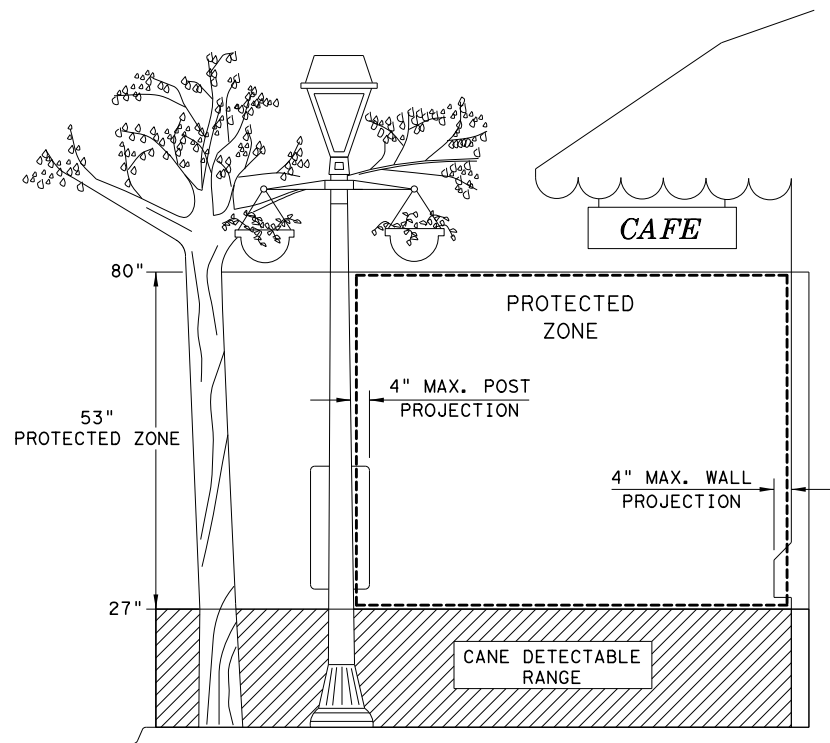 CAFE
80"
PROTECTED
ZONE
4" MAX. POST
PROJECTION
53"
PROTECTED ZONE
4" MAX. WALL
PROJECTION
27"
CANE DETECTABLE
RANGE